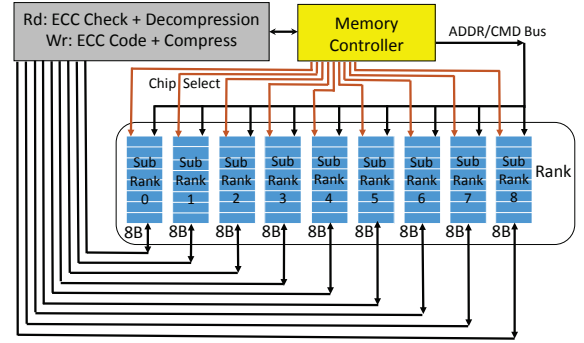 Rd: ECC Check + Decompression
Wr: ECC Code + Compress
Memory
Controller
ADDR/CMD Bus
Chip Select
Sub Sub Sub Sub Sub Sub Sub Sub Sub
Rank Rank Rank Rank Rank Rank Rank Rank Rank
0 1 2 3 4 5 6 7 8
Rank
8B 8B 8B 8B 8B 8B 8B 8B 8B